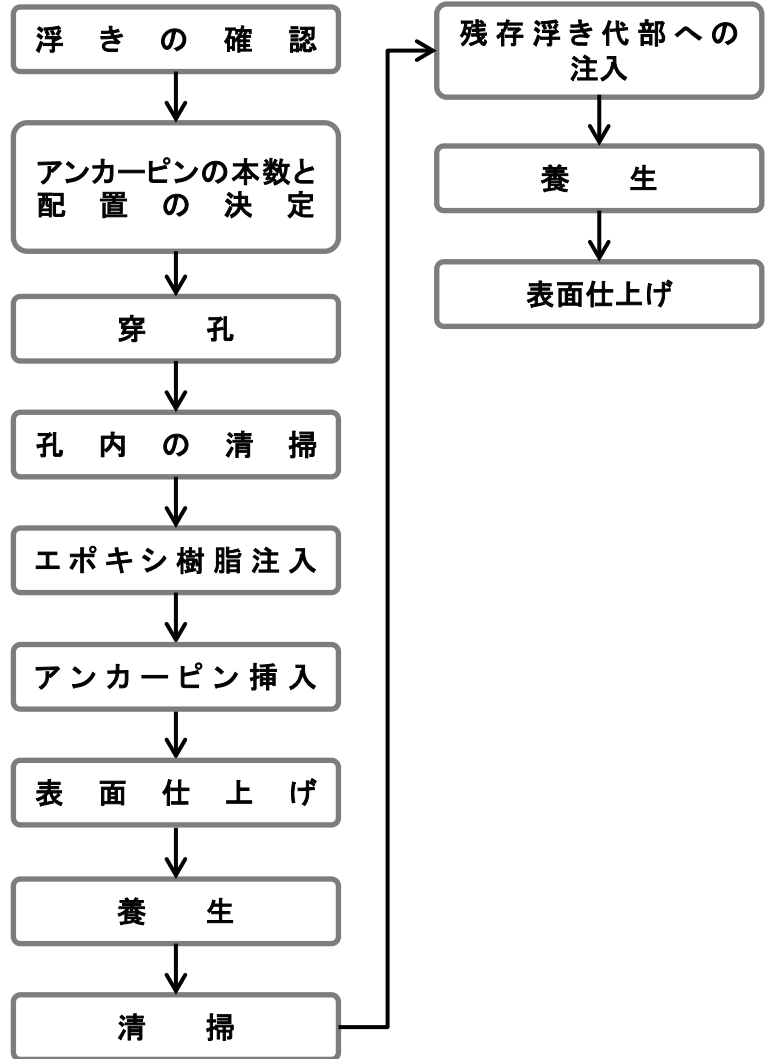 浮きの確認
アンカーピンの本数と
配置の決定
穿孔
孔内の清掃
エポキシ樹脂注入
アンカーピン挿入
表面仕上げ
養生
清掃
残存浮き代部への
注入
養生
表面仕上げ